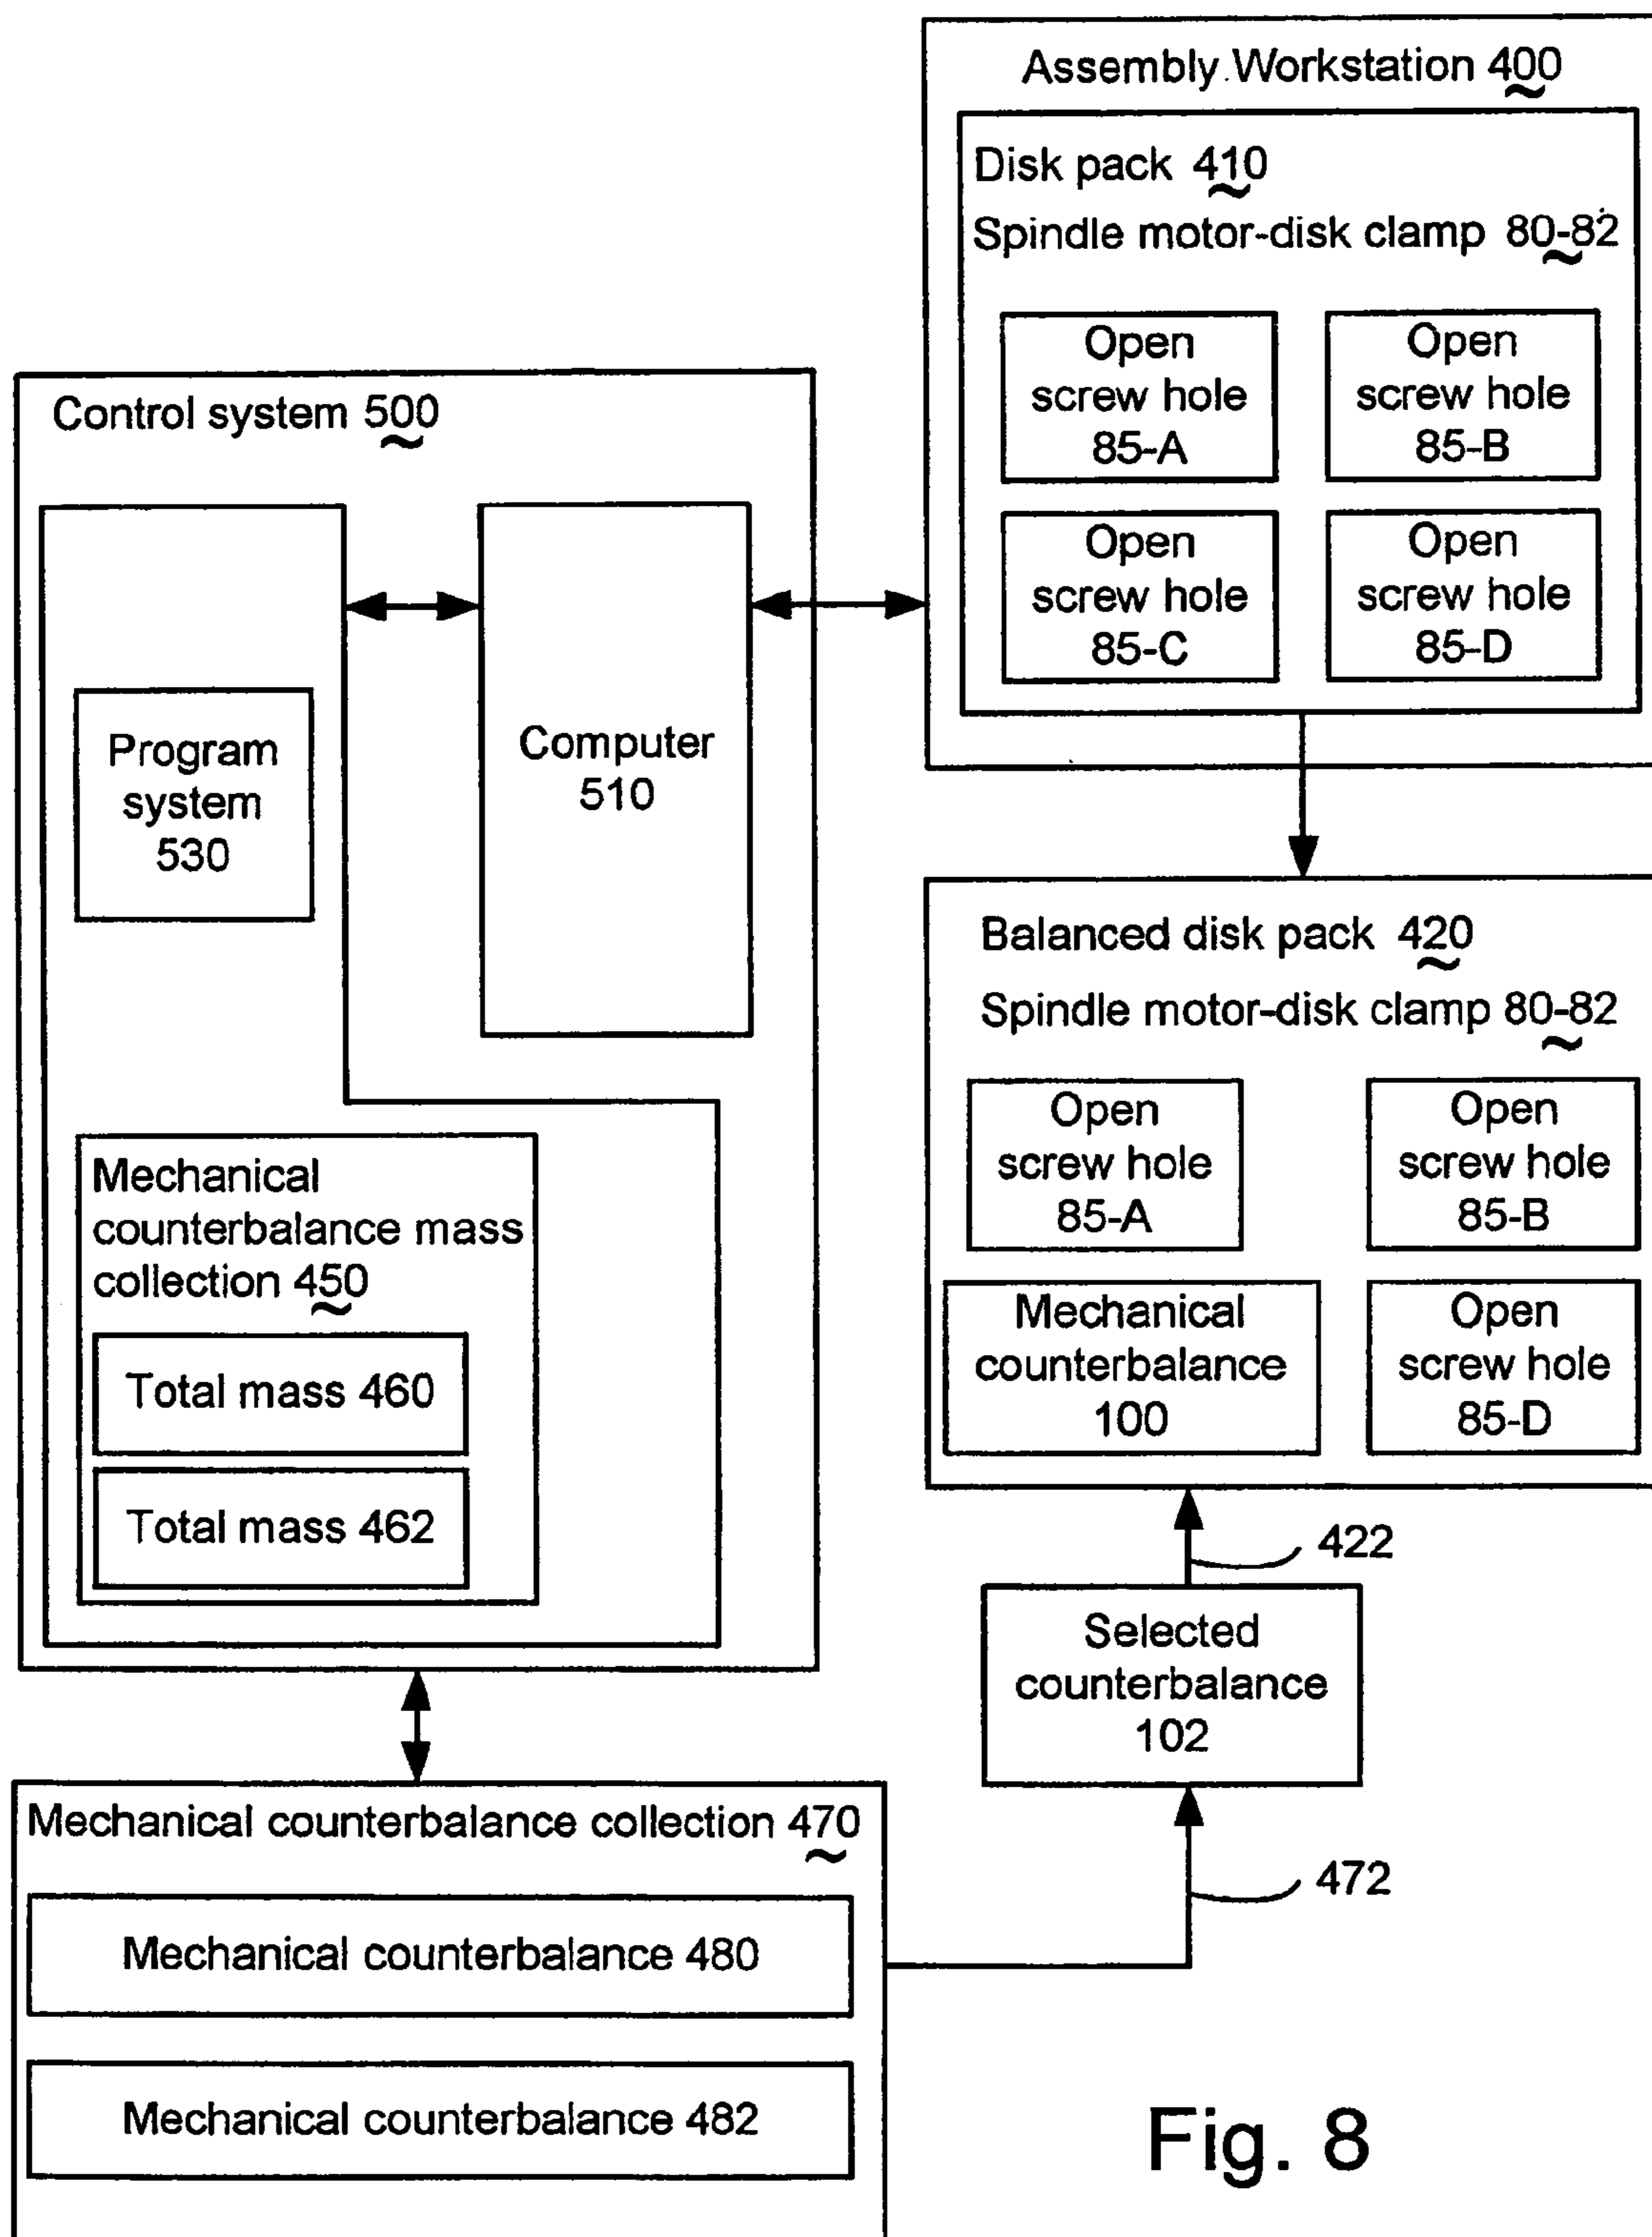 Assembly Workstation 400
Disk pack 410
Spindle motor-disk clamp 80-82
Open
screw hole
85-A
Open
screw hole
85-B
Open
screw hole
85-C
Open
screw hole
85-D
Control system 500
Program
system
530
Computer
510
Mechanical
counterbalance mass
collection 450
Total mass 460
Total mass 462
Balanced disk pack 420
Spindle motor-disk clamp 80-82
Open
screw hole
85-A
Open
screw hole
85-B
Mechanical
counterbalance
100
Open
screw hole
85-D
422
Selected
counterbalance
102
472
Mechanical counterbalance collection 470
Mechanical counterbalance 480
Mechanical counterbalance 482
Fig. 8